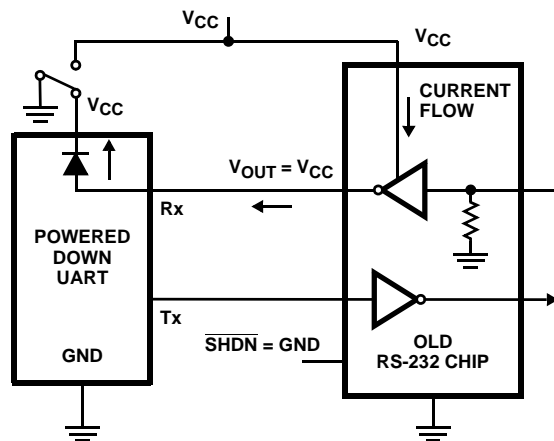 VCC
VCC
VCC
CURRENT
FLOW
VOUT = VCC
Rx
POWERED
DOWN
UART
Tx
SHDN = GND
GND
OLD
RS-232 CHIP